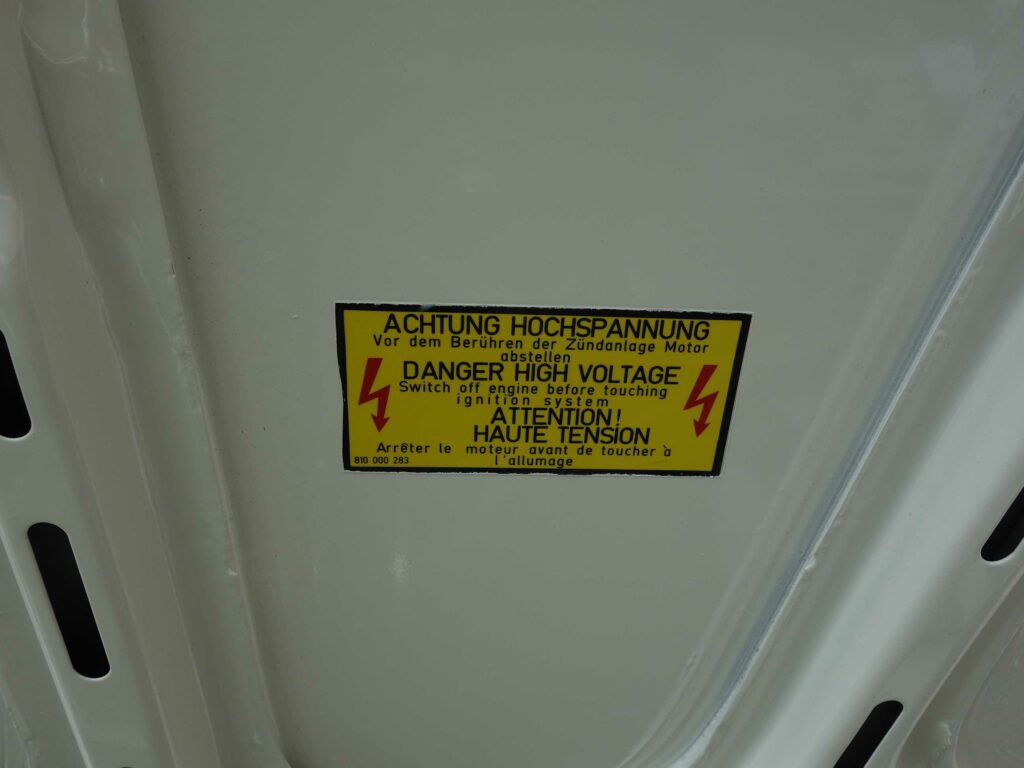 ACHTUNG HOCHSPANNUNG
Vor dem Berühren der Zündanlage Motor
abstellen
DANGER HIGH VOLTAGE
Switch off engine before touching
ignition system
ATTENTION!
HAUTE TENSION
Arrêter le moteur avant de toucher à
l'allumage
810 000 283